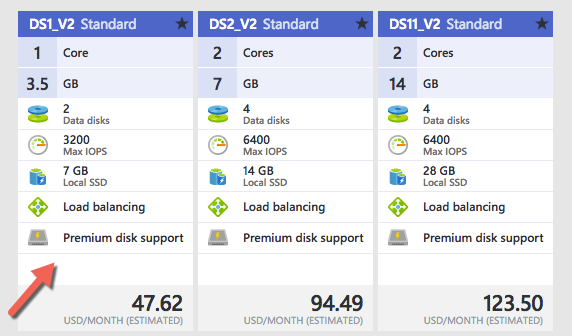 DS1_V2 Standard
1 Core
3.5 GB
2
Data disks
3200
Max IOPS
7 GB
Local SSD
Load balancing
Premium disk support
47.62
USD/MONTH (ESTIMATED)
DS2_V2 Standard
2 Cores
7 GB
4
Data disks
6400
Max IOPS
14 GB
Local SSD
Load balancing
Premium disk support
94.49
USD/MONTH (ESTIMATED)
DS11_V2 Standard
2 Cores
14 GB
4
Data disks
6400
Max IOPS
28 GB
Local SSD
Load balancing
Premium disk support
123.50
USD/MONTH (ESTIMATED)